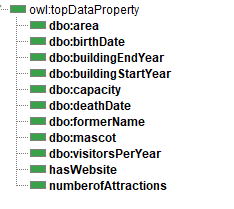 owl:topDataProperty
dbo:area
dbo:birthDate
dbo:buildingEndYear
dbo:buildingStartYear
dbo:capacity
dbo:deathDate
dbo:formerName
dbo:mascot
dbo:visitorsPerYear
hasWebsite
numberofAttractions